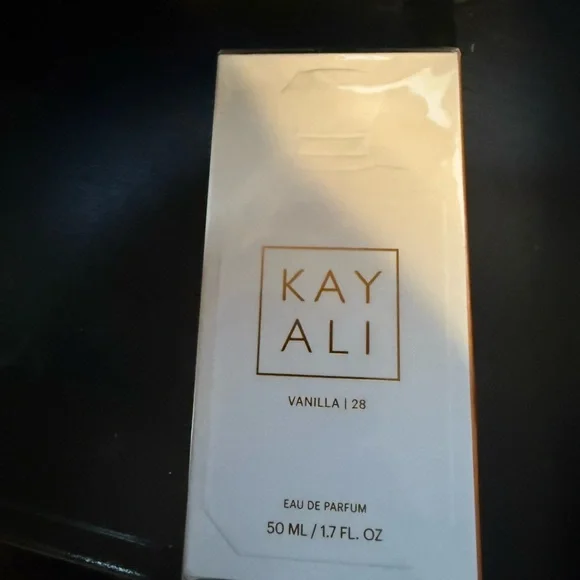 KAY
ALI
VANILLA | 28
EAU DE PARFUM
50 ML / 1.7 FL. OZ